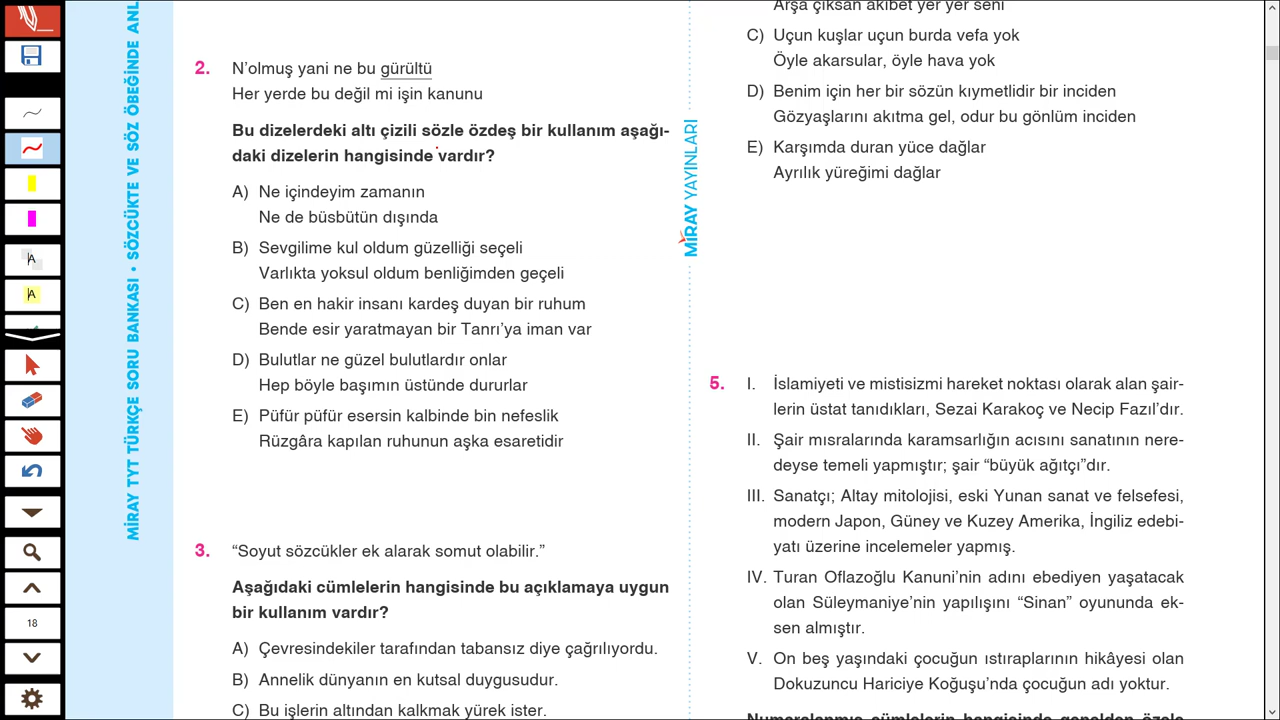 MİRAY TYT TÜRKÇE SORU BANKASI • SÖZCÜKTE VE SÖZ ÖBEĞİNDE ANL
2.
N’olmuş yani ne bu gürültü
Her yerde bu değil mi işin kanunu
Bu dizelerdeki altı çizili sözle özdeş bir kullanım aşağı-
daki dizelerin hangisinde vardır?
A) Ne içindeyim zamanın
Ne de büsbütün dışında
B) Sevgilime kul oldum güzelliği seçeli
Varlıkta yoksul oldum benliğimden geçeli
C) Ben en hakir insanı kardeş duyan bir ruhum
Bende esir yaratmayan bir Tanrı’ya iman var
D) Bulutlar ne güzel bulutlardır onlar
Hep böyle başımın üstünde dururlar
E) Püfür püfür esersin kalbinde bin nefeslik
Rüzgâra kapılan ruhunun aşka esaretidir
3.
“Soyut sözcükler ek alarak somut olabilir.”
Aşağıdaki cümlelerin hangisinde bu açıklamaya uygun
bir kullanım vardır?
A) Çevresindekiler tarafından tabansız diye çağrılıyordu.
B) Annelik dünyanın en kutsal duygusudur.
C) Bu işlerin altından kalkmak yürek ister.
MİRAY YAYINLARI
Arşa çıksan akıbet yer yer seni
C) Uçun kuşlar uçun burda vefa yok
Öyle akarsular, öyle hava yok
D) Benim için her bir sözün kıymetlidir bir inciden
Gözyaşlarını akıtma gel, odur bu gönlüm inciden
E) Karşımda duran yüce dağlar
Ayrılık yüreğimi dağlar
5.
I. İslamiyeti ve mistisizmi hareket noktası olarak alan şair-
lerin üstat tanıdıkları, Sezai Karakoç ve Necip Fazıl’dır.
II. Şair mısralarında karamsarlığın acısını sanatının nere-
deyse temeli yapmıştır; şair “büyük ağıtçı”dır.
III. Sanatçı; Altay mitolojisi, eski Yunan sanat ve felsefesi,
modern Japon, Güney ve Kuzey Amerika, İngiliz edebi-
yatı üzerine incelemeler yapmış.
IV. Turan Oflazoğlu Kanuni’nin adını ebediyen yaşatacak
olan Süleymaniye’nin yapılışını “Sinan” oyununda ek-
sen almıştır.
V. On beş yaşındaki çocuğun ıstıraplarının hikâyesi olan
Dokuzuncu Hariciye Koğuşu’nda çocuğun adı yoktur.
A
A
18